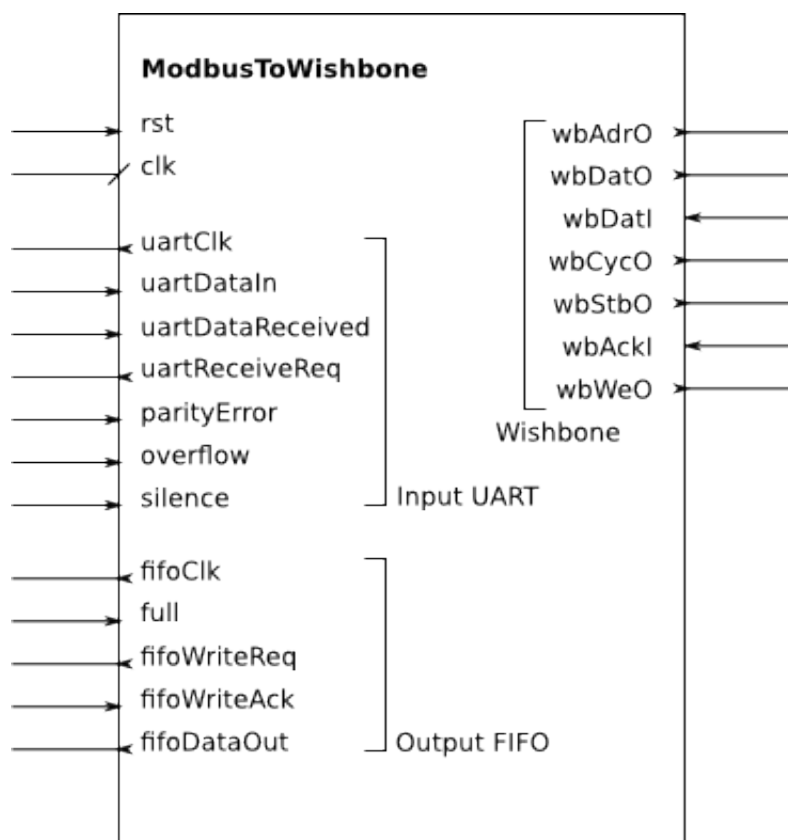 ModbusToWishbone
rst
clk
uartClk
uartDataIn
uartDataReceived
uartReceiveReq
parityError
overflow
silence
Input UART
fifoClk
full
fifoWriteReq
fifoWriteAck
fifoDataOut
Output FIFO
wbAdrO
wbDatO
wbDatI
wbCycO
wbStbO
wbAckI
wbWeO
Wishbone